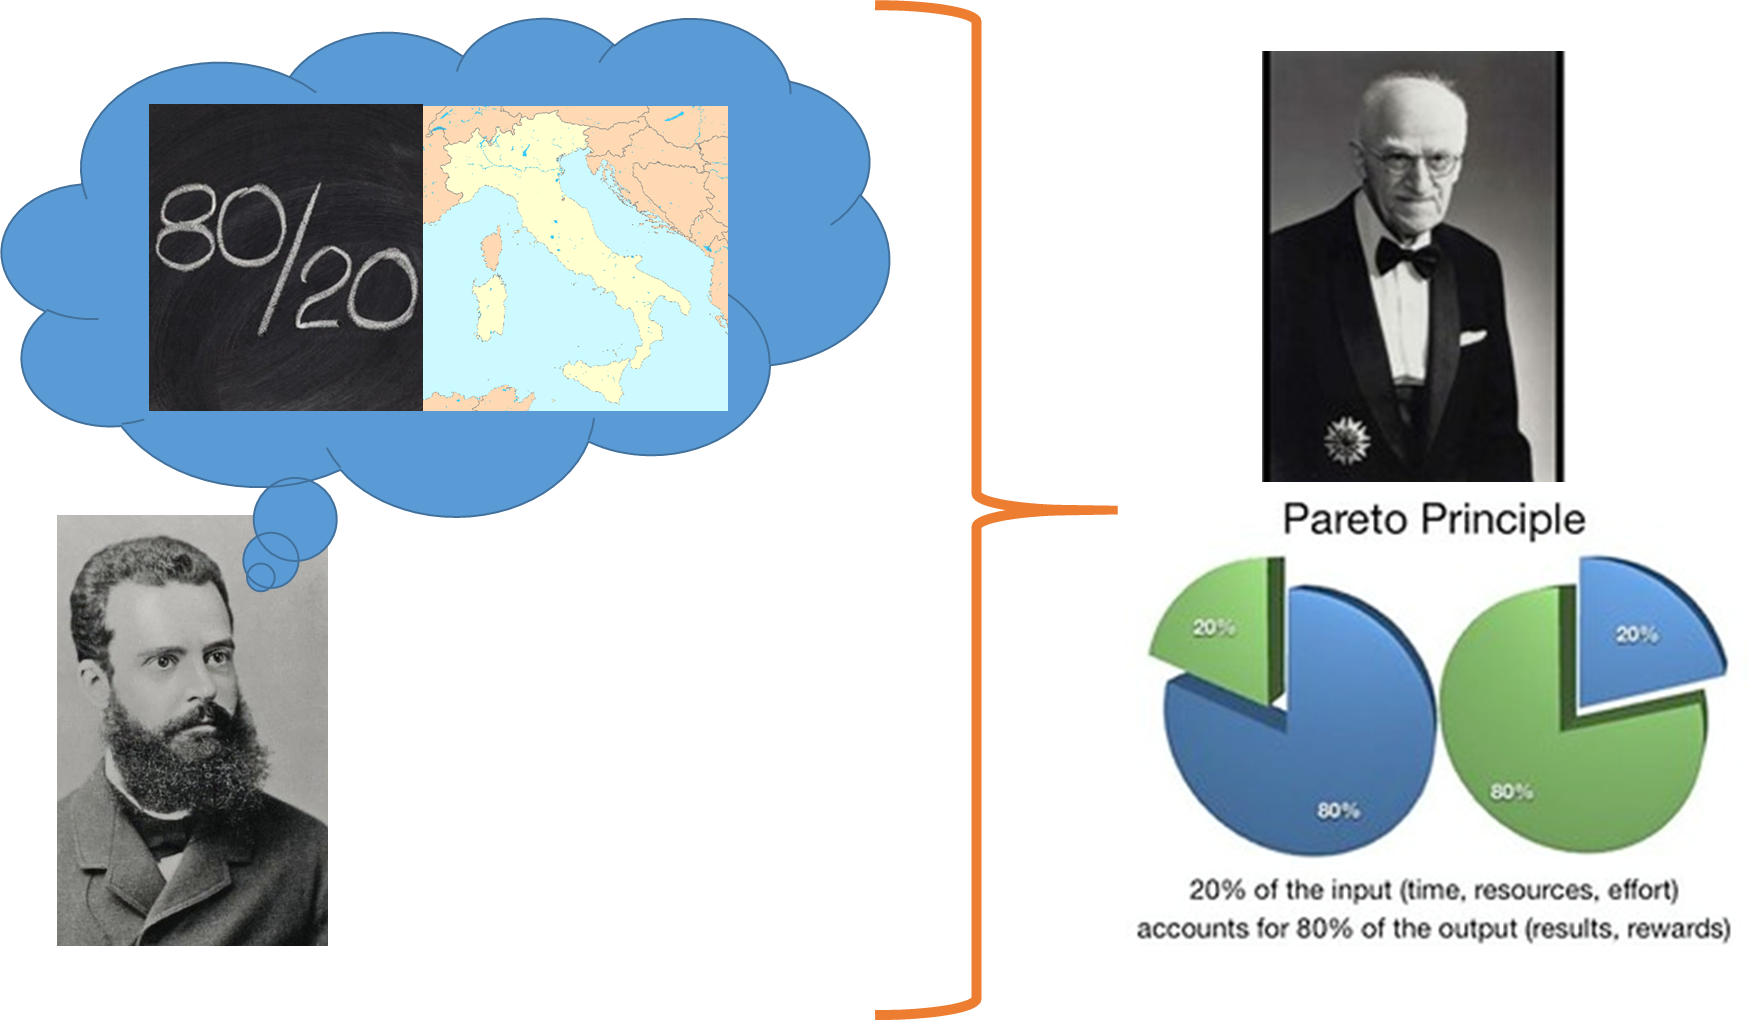 80/20
Pareto Principle
20%
80%
20%
80%
20% of the input (time, resources, effort)
accounts for 80% of the output (results, rewards)